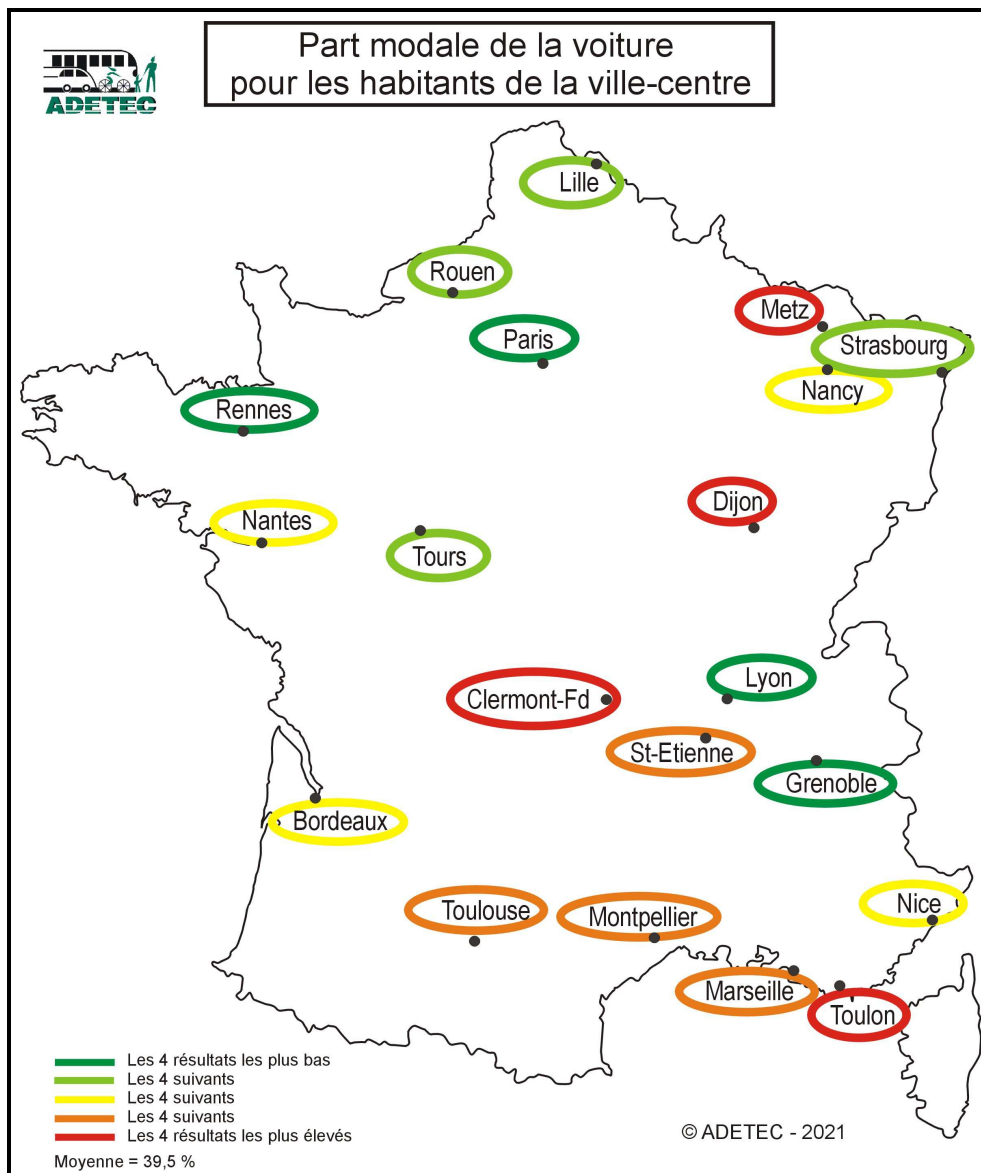 Part modale de la voiture
pour les habitants de la ville-centre
ADETEC
Lille
Rouen
Metz
Paris
Strasbourg
Nancy
Rennes
Dijon
Nantes
Tours
Lyon
Clermont-Fd
St-Etienne
Grenoble
Bordeaux
Nice
Toulouse
Montpellier
Marseille
Toulon
Les 4 résultats les plus bas
Les 4 suivants
Les 4 suivants
Les 4 suivants
Les 4 résultats les plus élevés
© ADETEC - 2021
Moyenne = 39,5 %